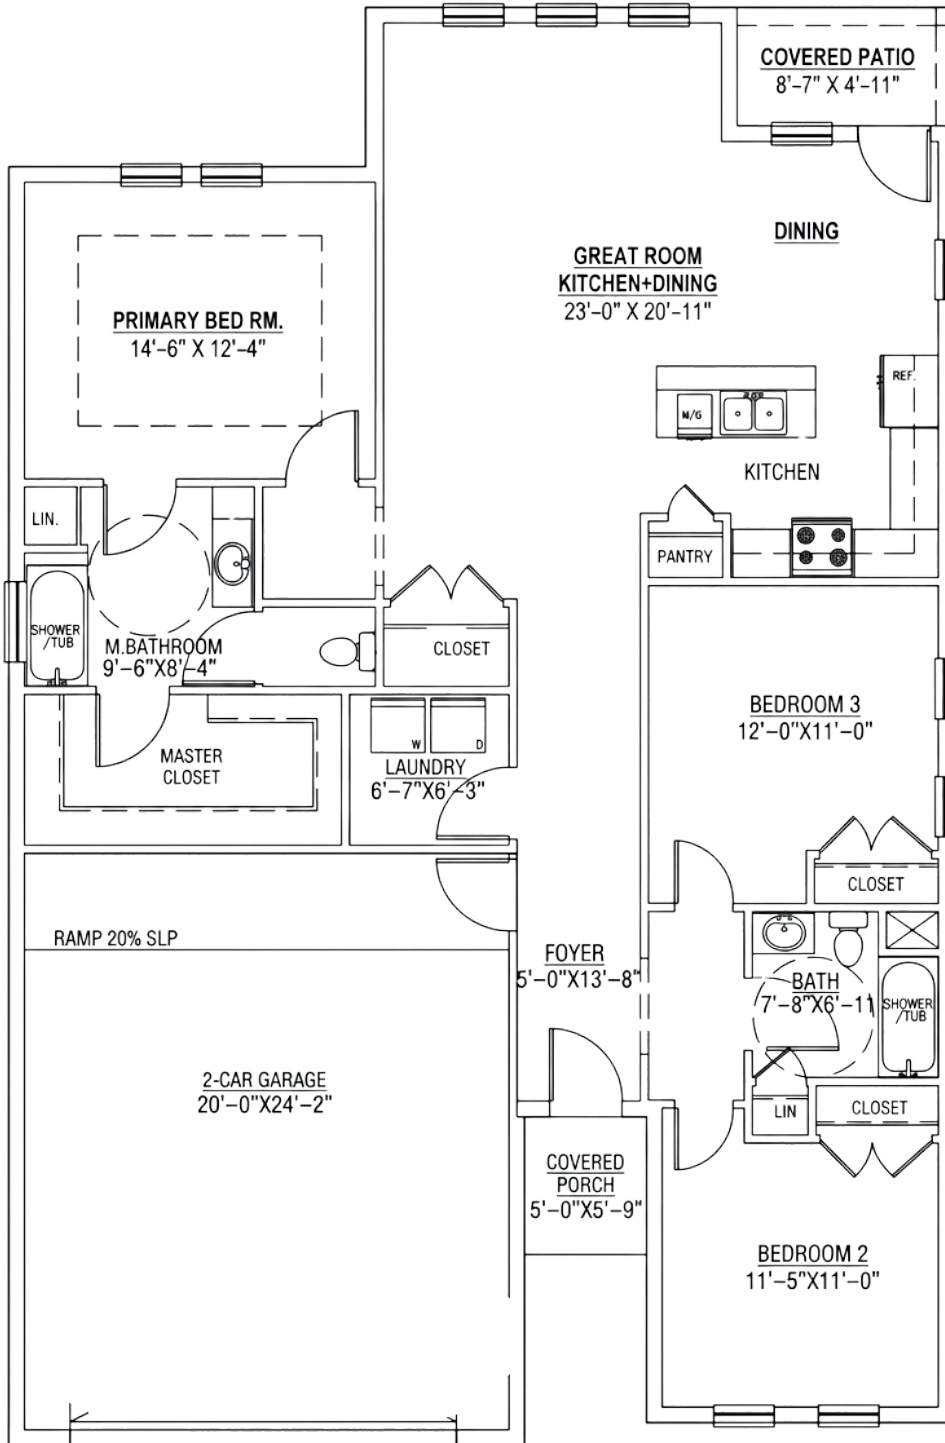 COVERED PATIO
8'-7" X 4'-11"
DINING
GREAT ROOM
KITCHEN+DINING
23'-0" X 20'-11"
PRIMARY BED RM.
14'-6" X 12'-4"
REF.
M/G
KITCHEN
LIN.
PANTRY
SHOWER
/TUB
M.BATHROOM
9'-6"X8'-4"
CLOSET
BEDROOM 3
12'-0"X11'-0"
W
D
MASTER
CLOSET
LAUNDRY
6'-7"X6'-3"
CLOSET
RAMP 20% SLP
FOYER
5'-0"X13'-8"
BATH
7'-8"X6'-11
SHOWER
/TUB
2-CAR GARAGE
20'-0"X24'-2"
LIN
CLOSET
COVERED
PORCH
5'-0"X5'-9"
BEDROOM 2
11'-5"X11'-0"